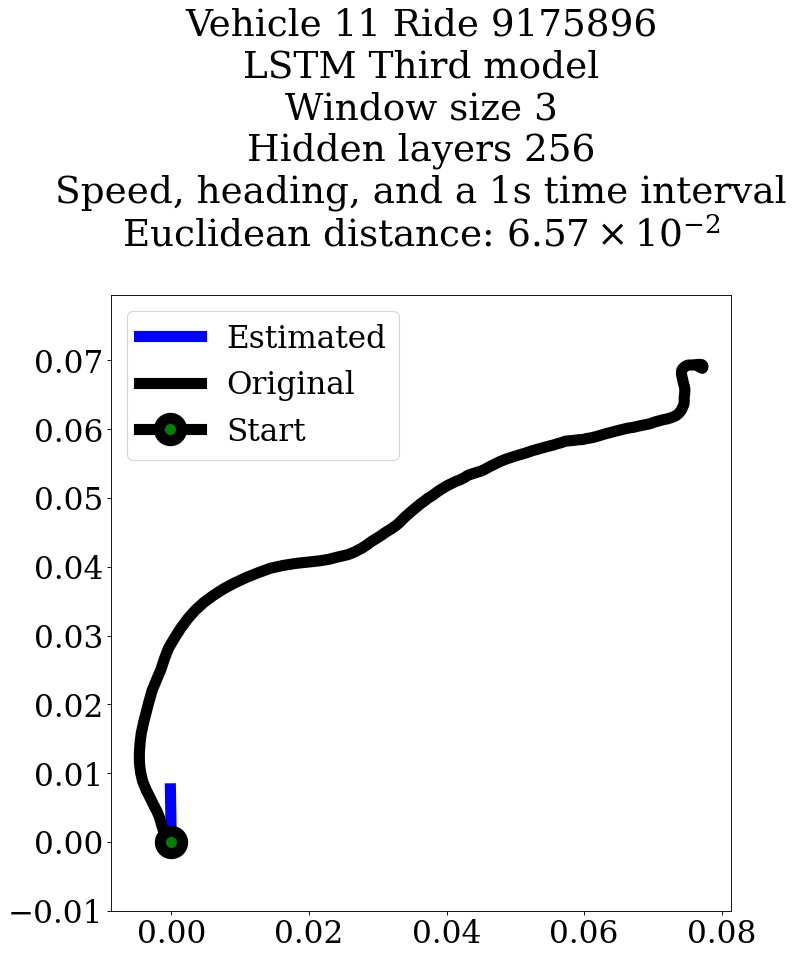 Vehicle 11 Ride 9175896
LSTM Third model
Window size 3
Hidden layers 256
Speed, heading, and a 1s time interval
Euclidean distance: 6.57 × 10⁻²
Estimated
Original
Start
0.07
0.06
0.05
0.04
0.03
0.02
0.01
0.00
−0.01
0.00 0.02 0.04 0.06 0.08